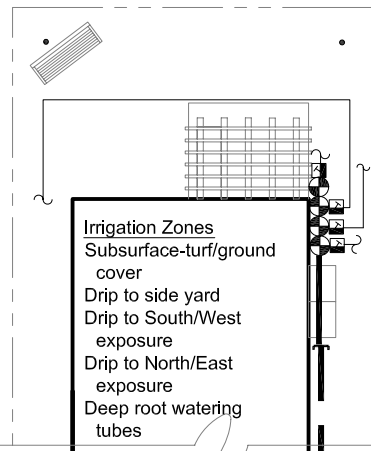 Irrigation Zones
Subsurface-turf/ground
cover
Drip to side yard
Drip to South/West
exposure
Drip to North/East
exposure
Deep root watering
tubes